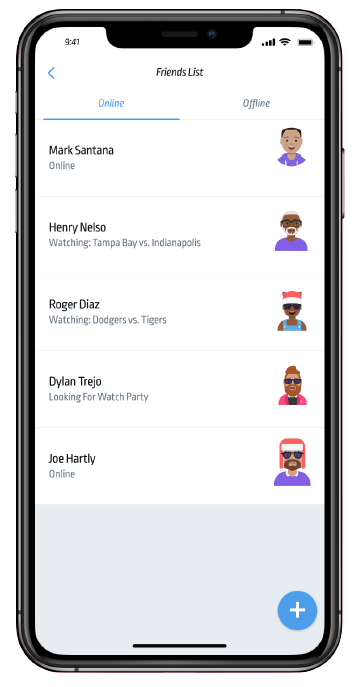 9:41
Friends List
Online
Offline
Mark Santana
Online
Henry Nelso
Watching: Tampa Bay vs. Indianapolis
Roger Diaz
Watching: Dodgers vs. Tigers
Dylan Trejo
Looking For Watch Party
Joe Hartly
Online